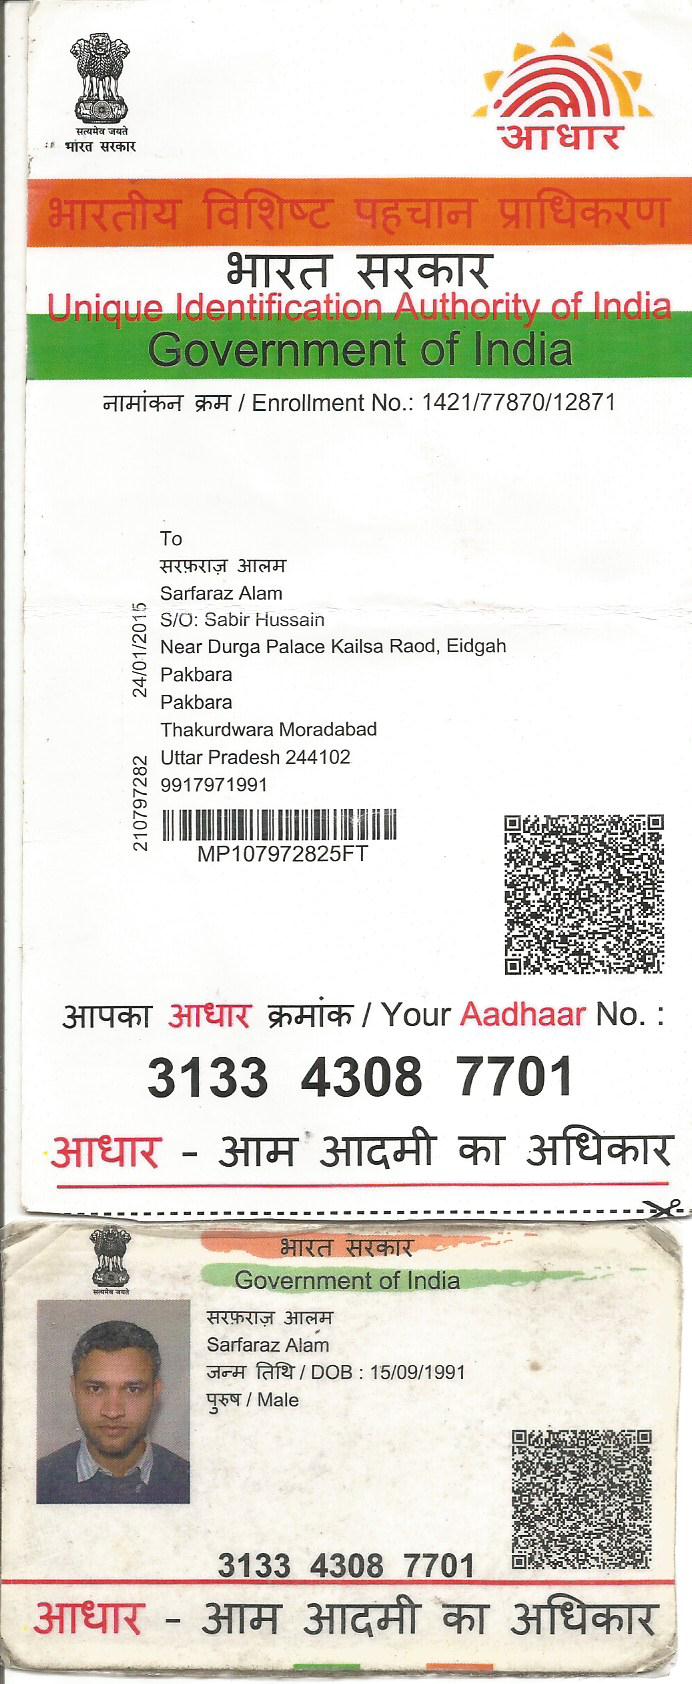 सत्यमेव जयते
भारत सरकार
आधार
भारतीय विशिष्ट पहचान प्राधिकरण
भारत सरकार
Unique Identification Authority of India
Government of India
नामांकन क्रम / Enrollment No.: 1421/77870/12871
To
सरफ़राज़ आलम
Sarfaraz Alam
S/O: Sabir Hussain
Near Durga Palace Kailsa Raod, Eidgah
Pakbara
Pakbara
Thakurdwara Moradabad
Uttar Pradesh 244102
9917971991
24/01/2015
210797282
MP107972825FT
आपका आधार क्रमांक / Your Aadhaar No. :
3133 4308 7701
आधार - आम आदमी का अधिकार
सत्यमेव जयते
भारत सरकार
Government of India
सरफ़राज़ आलम
Sarfaraz Alam
जन्म तिथि / DOB : 15/09/1991
पुरुष / Male
3133 4308 7701
आधार - आम आदमी का अधिकार